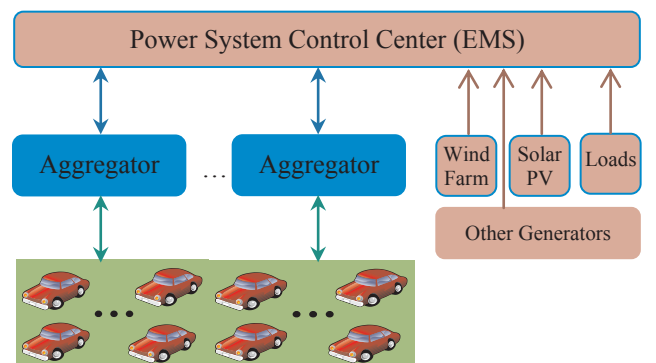 Power System Control Center (EMS)
Aggregator
...
Aggregator
Wind
Farm
Solar
PV
Loads
Other Generators
...
...